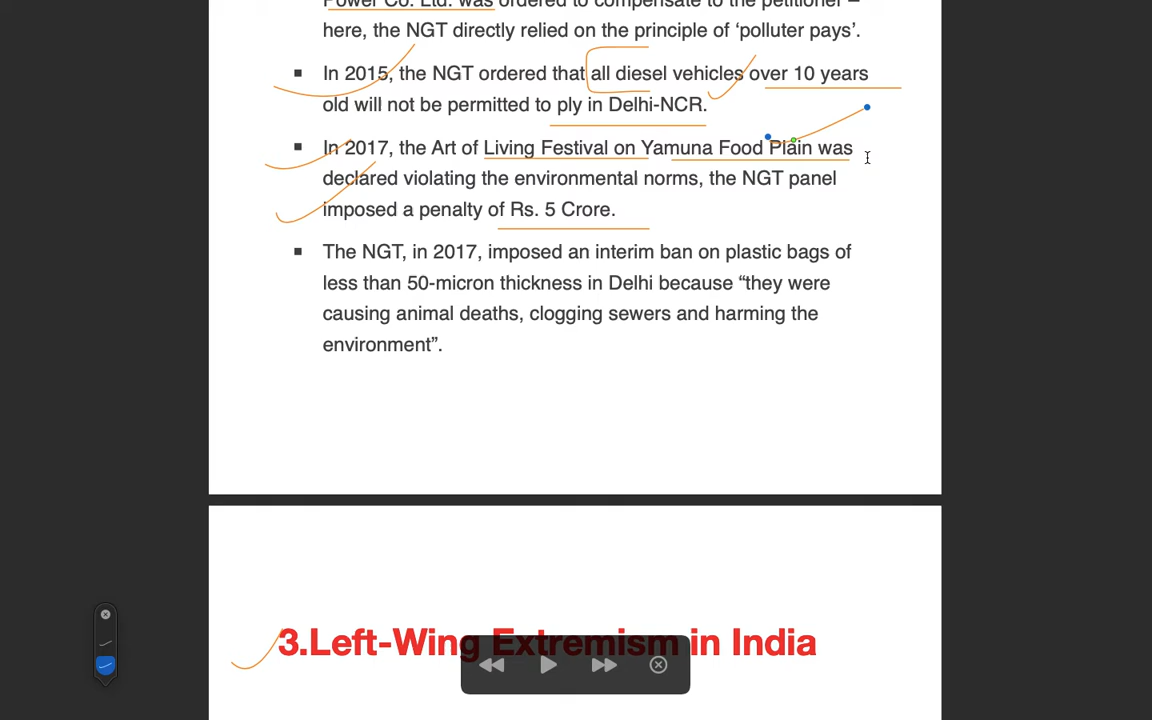 Power Co. Ltd. was ordered to compensate to the petitioner –
here, the NGT directly relied on the principle of ‘polluter pays’.
▪ In 2015, the NGT ordered that all diesel vehicles over 10 years
old will not be permitted to ply in Delhi-NCR.
▪ In 2017, the Art of Living Festival on Yamuna Food Plain was
declared violating the environmental norms, the NGT panel
imposed a penalty of Rs. 5 Crore.
▪ The NGT, in 2017, imposed an interim ban on plastic bags of
less than 50-micron thickness in Delhi because “they were
causing animal deaths, clogging sewers and harming the
environment”.
3.Left-Wing Extremism in India